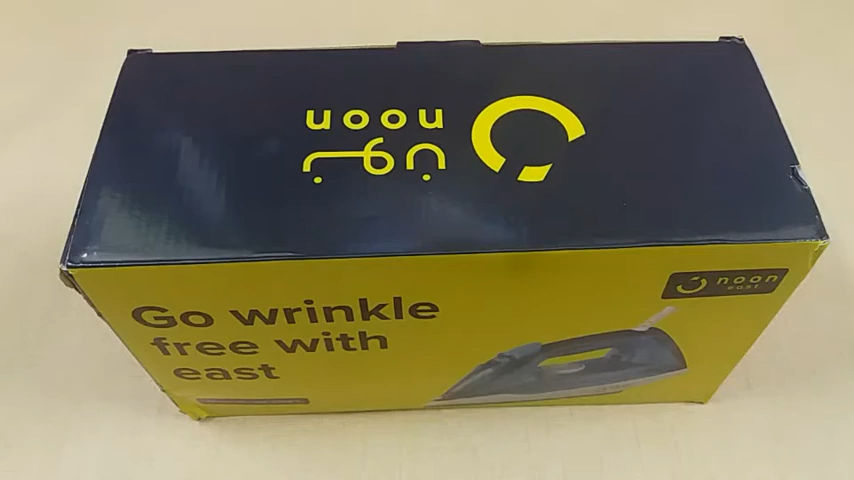 noon
نون
Go wrinkle
free with
east
noon
east